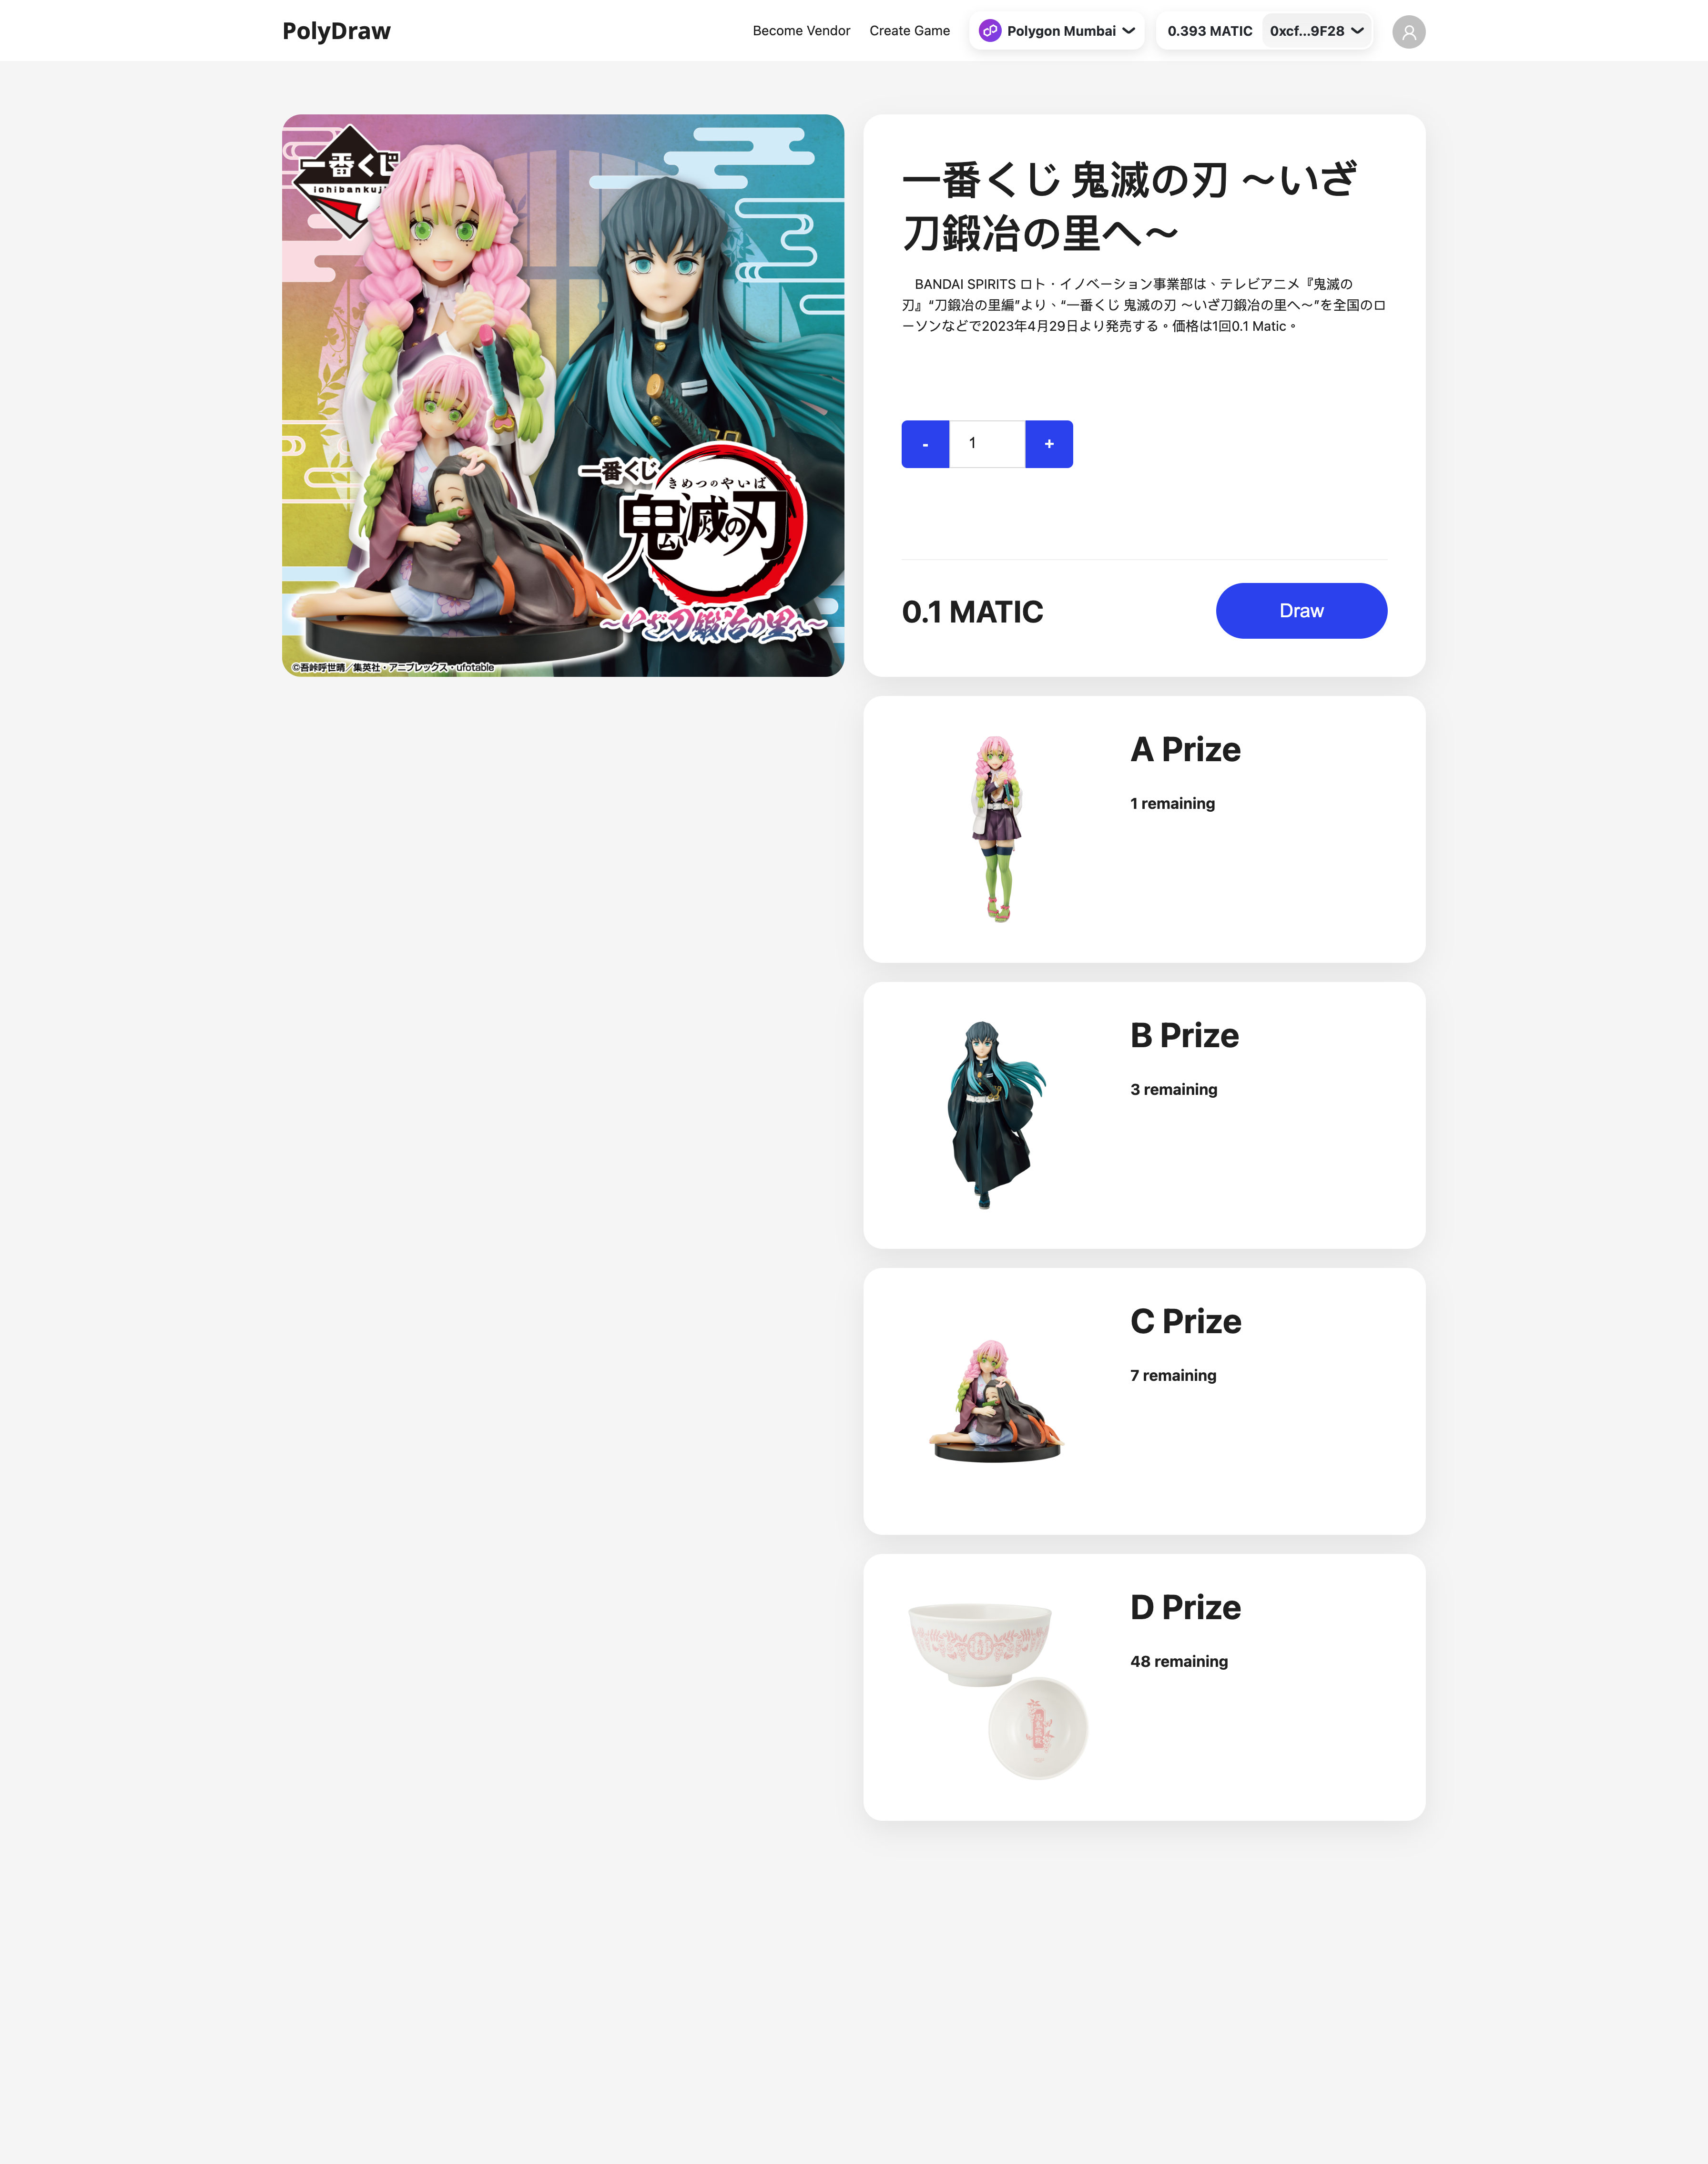 PolyDraw
Become Vendor
Create Game
Polygon Mumbai
0.393 MATIC
0xcf...9F28
一番くじ
ichibankuji
一番くじ
きめつのやいば
鬼滅の刃
～いざ刀鍛冶の里へ～
©吾峠呼世晴／集英社・アニプレックス・ufotable
一番くじ 鬼滅の刃 ～いざ
刀鍛冶の里へ～
BANDAI SPIRITS ロト・イノベーション事業部は、テレビアニメ『鬼滅の
刃』“刀鍛冶の里編”より、“一番くじ 鬼滅の刃 ～いざ刀鍛冶の里へ～”を全国のロ
ーソンなどで2023年4月29日より発売する。価格は1回0.1 Matic。
-
1
+
0.1 MATIC
Draw
A Prize
1 remaining
B Prize
3 remaining
C Prize
7 remaining
D Prize
48 remaining